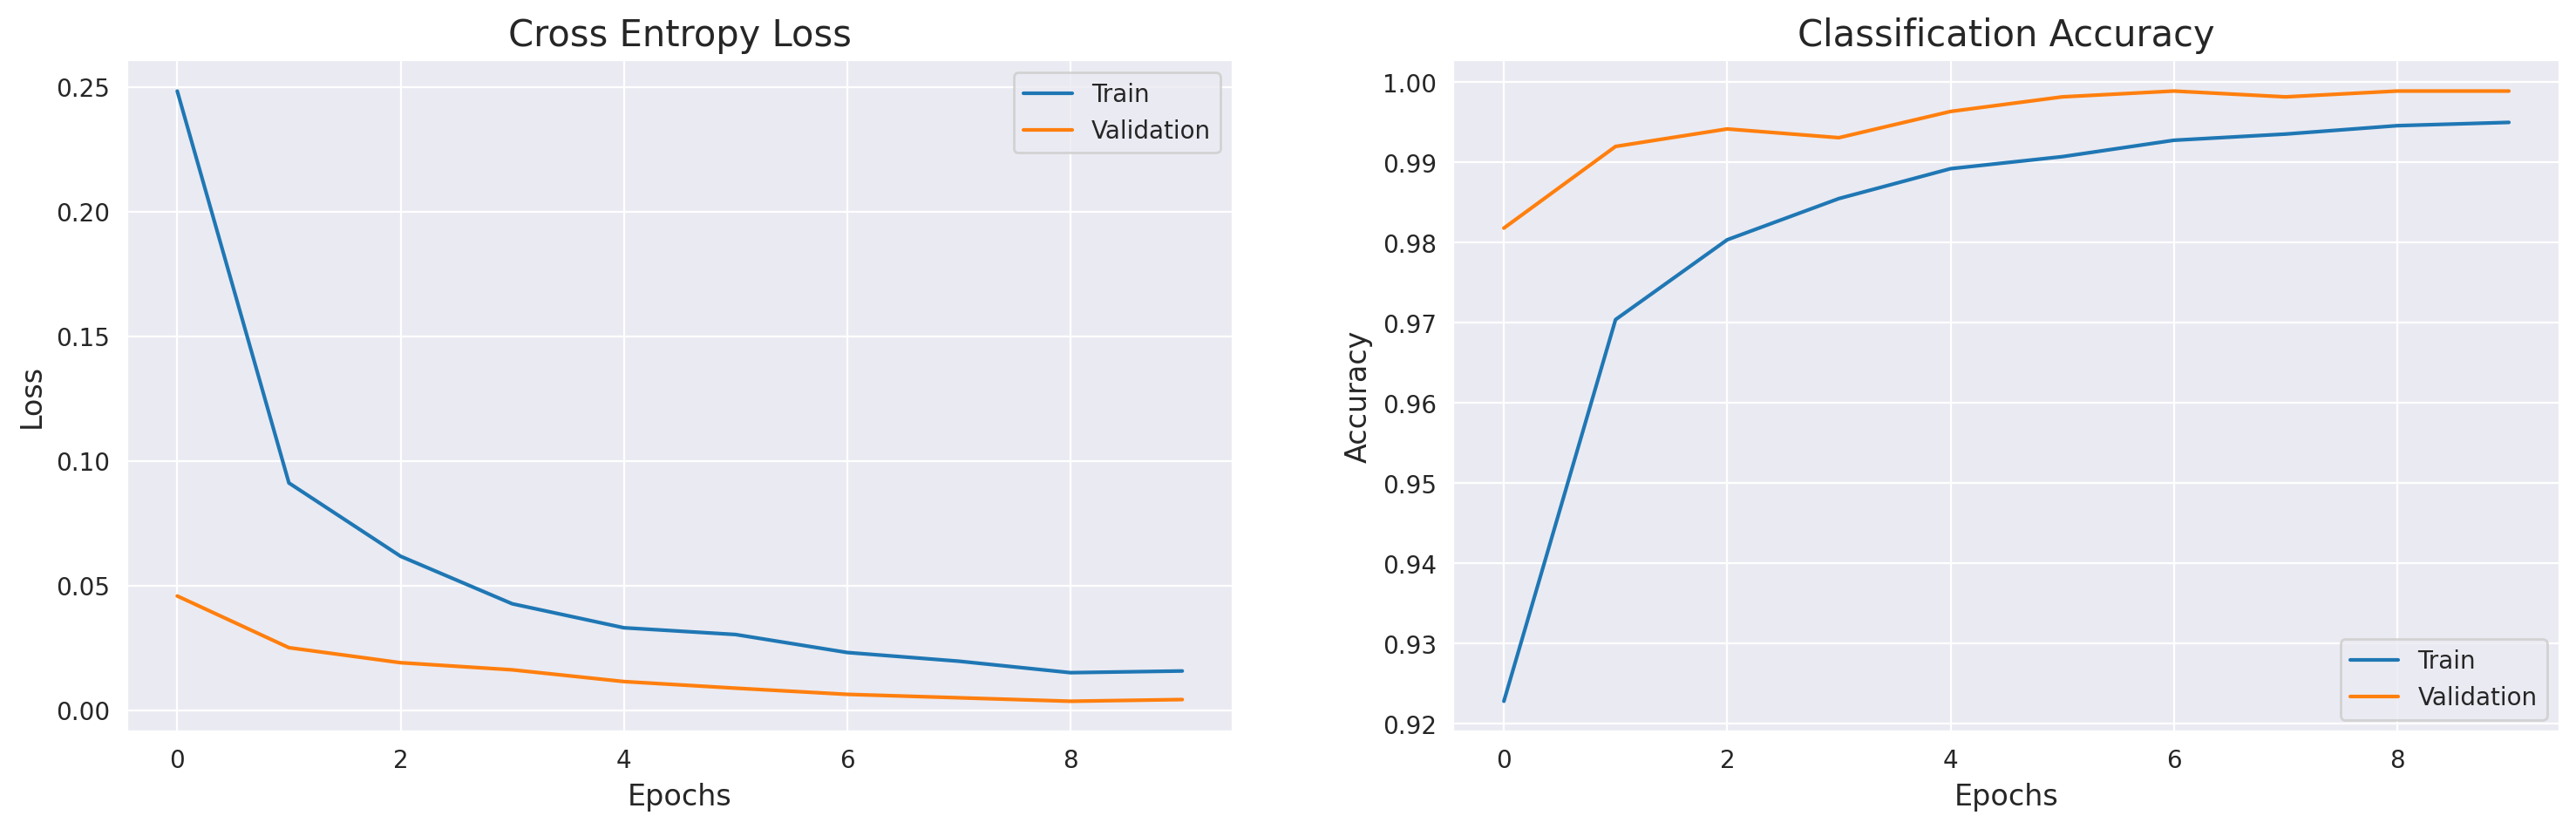 Cross Entropy Loss
0.25
0.20
0.15
0.10
0.05
0.00
Loss
0 2 4 6 8
Epochs
Train
Validation
Classification Accuracy
1.00
0.99
0.98
0.97
0.96
0.95
0.94
0.93
0.92
Accuracy
0 2 4 6 8
Epochs
Train
Validation